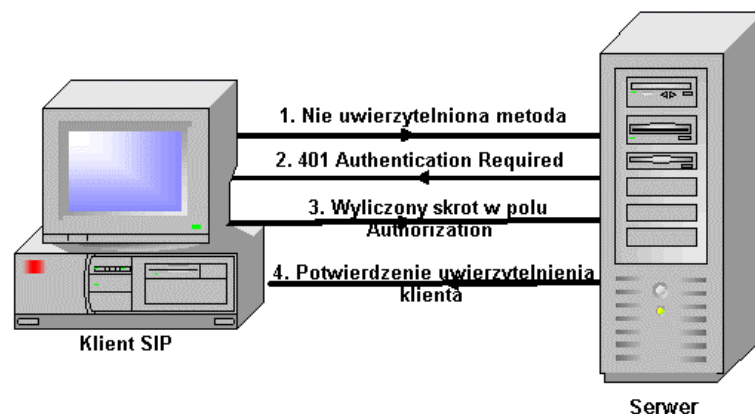 1. Nie uwierzytelniona metoda
2. 401 Authentication Required
3. Wyliczony skrot w polu
Authorization
4. Potwierdzenie uwierzytelnienia
klienta
Klient SIP
Serwer